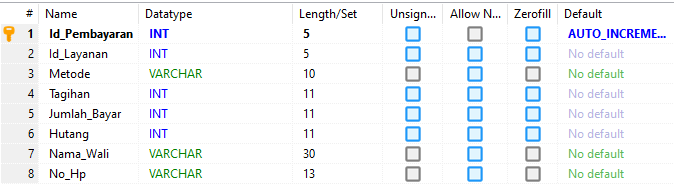 # Name Datatype Length/Set Unsign... Allow N... Zerofill Default
1 Id_Pembayaran INT 5 AUTO_INCREME...
2 Id_Layanan INT 5 No default
3 Metode VARCHAR 10 No default
4 Tagihan INT 11 No default
5 Jumlah_Bayar INT 11 No default
6 Hutang INT 11 No default
7 Nama_Wali VARCHAR 30 No default
8 No_Hp VARCHAR 13 No default